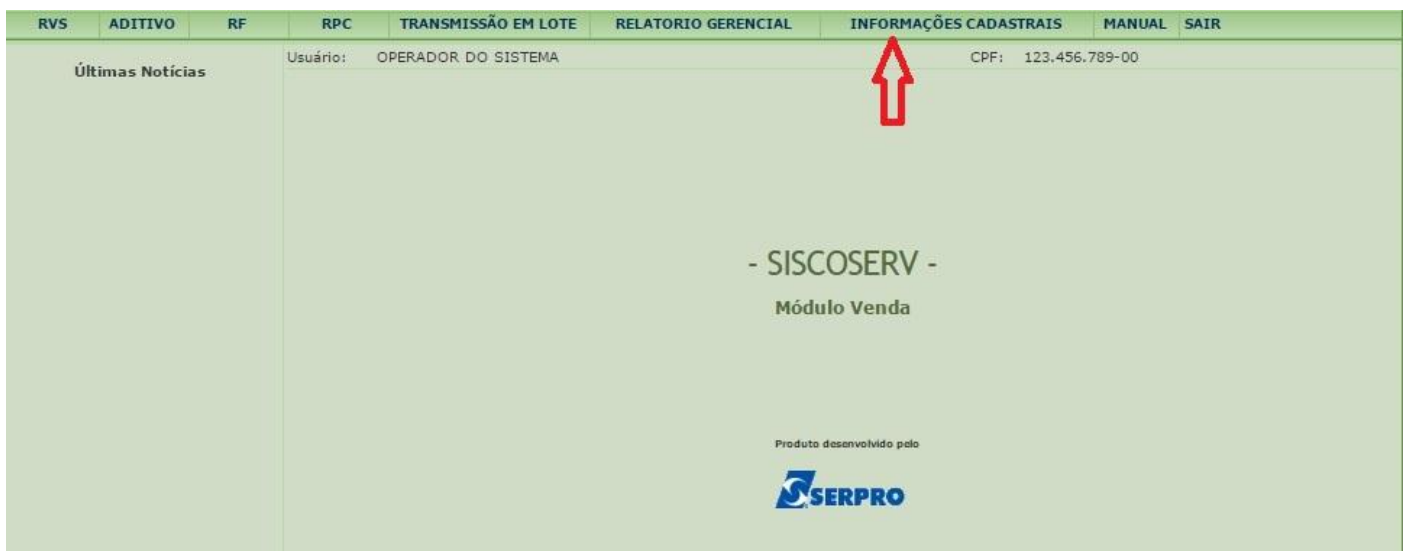 RVS ADITIVO RF RPC TRANSMISSÃO EM LOTE RELATORIO GERENCIAL INFORMAÇÕES CADASTRAIS MANUAL SAIR
Últimas Notícias
Usuário: OPERADOR DO SISTEMA CPF: 123.456.789-00
- SISCOSERV -
Módulo Venda
Produto desenvolvido pelo
SERPRO